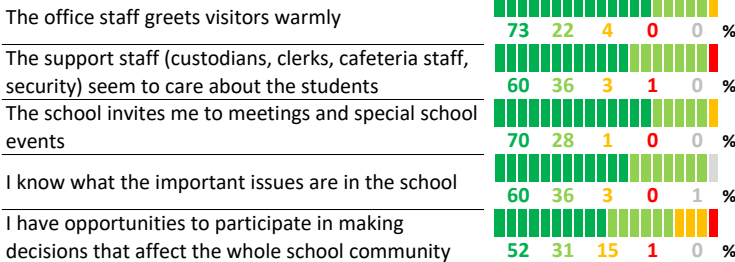 The office staff greets visitors warmly
73 22 4 0 0 %
The support staff (custodians, clerks, cafeteria staff,
security) seem to care about the students
60 36 3 1 0 %
The school invites me to meetings and special school
events
70 28 1 0 0 %
I know what the important issues are in the school
60 36 3 0 1 %
I have opportunities to participate in making
decisions that affect the whole school community
52 31 15 1 0 %